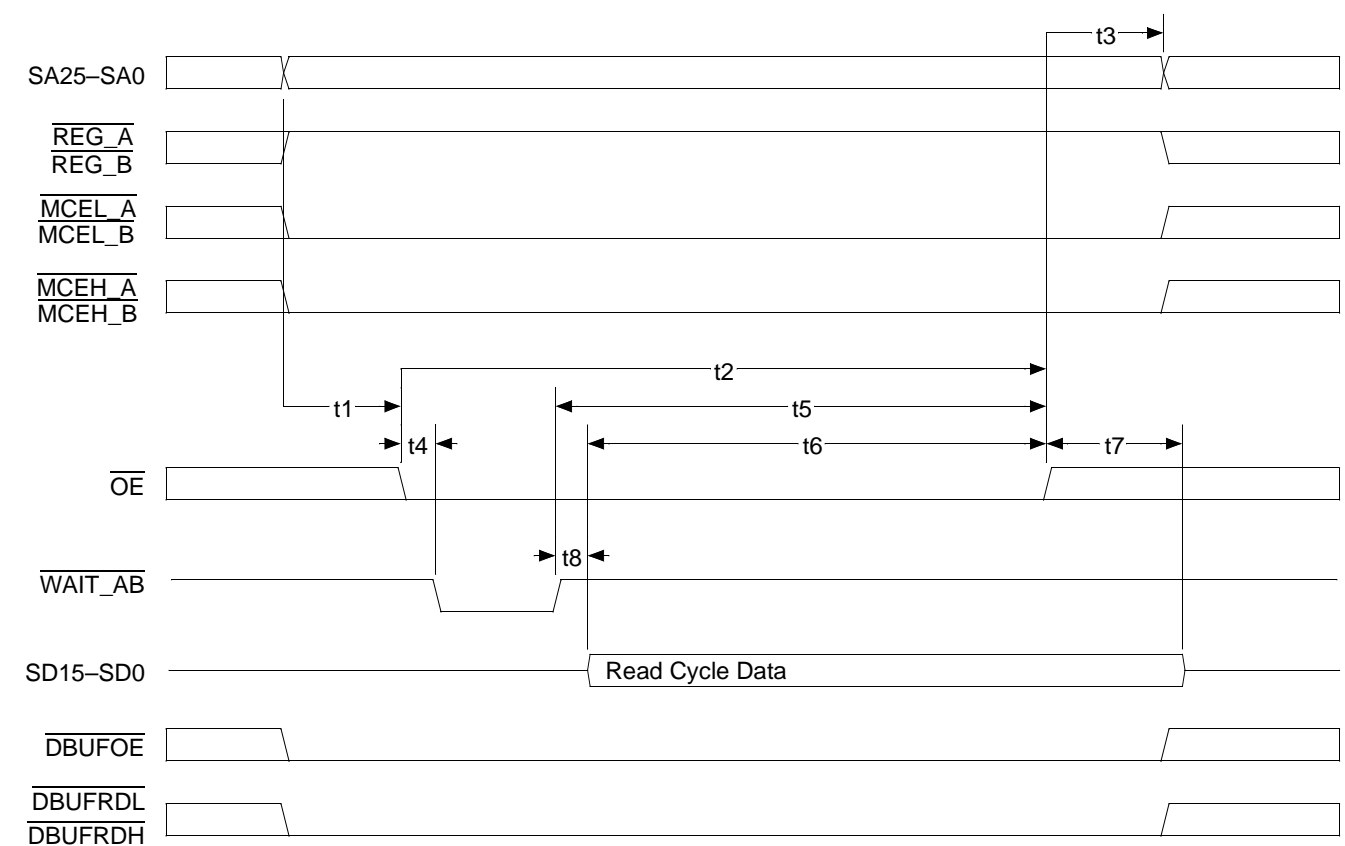 t3
SA25–SA0
REG_A
REG_B
MCEL_A
MCEL_B
MCEH_A
MCEH_B
t2
t1
t5
t4
t6
t7
OE
t8
WAIT_AB
SD15–SD0
Read Cycle Data
DBUFOE
DBUFRDL
DBUFRDH